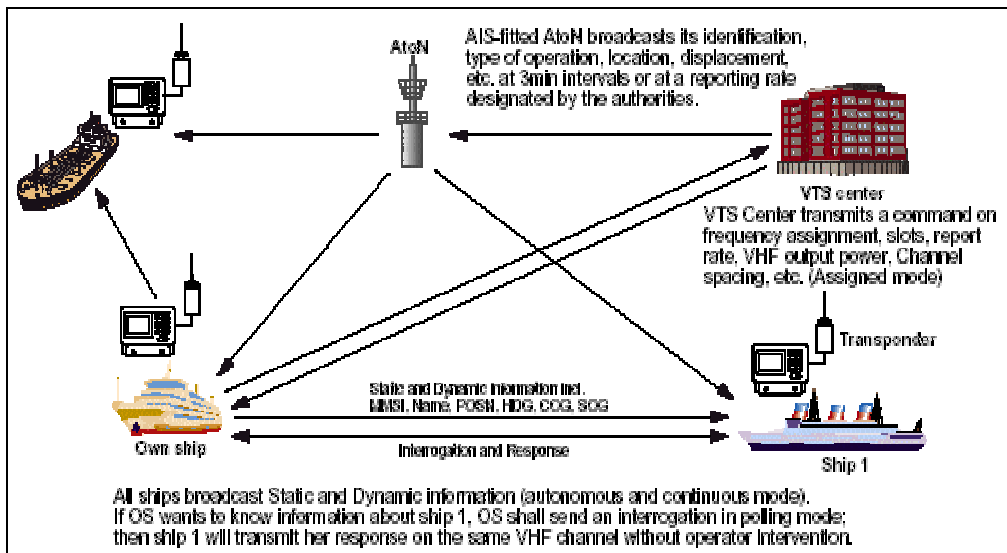 AtoN
AIS-fitted AtoN broadcasts its identification,
type of operation, location, displacement,
etc. at 3min intervals or at a reporting rate
designated by the authorities.
VTS center
VTS Center transmits a command on
frequency assignment, slots, report
rate, VHF output power, Channel
spacing, etc. (Assigned mode)
Transponder
Static and Dynamic Information Incl.
MMSI, Name, POSN, HDG, COG, SOG
Own ship
Interrogation and Response
Ship 1
All ships broadcast Static and Dynamic information (autonomous and continuous mode).
If OS wants to know information about ship 1, OS shall send an interrogation in polling mode;
then ship 1 will transmit her response on the same VHF channel without operator intervention.